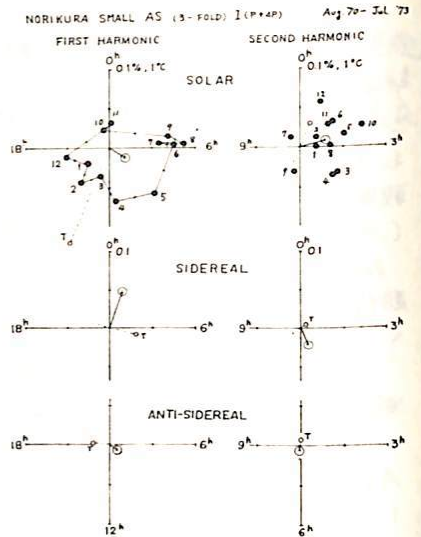 NORIKURA SMALL AS (3-FOLD) I (P+4P) Aug 70 - Jul '73
FIRST HARMONIC SECOND HARMONIC
0.1%, 1°C 0.1%, 1°C
SOLAR
0h
12
11 10 11 6 10
9 7 3 5
18h 7 8 6h 9h 3h
6 1 8
12 1 9 4 3
2 3 5
4
T
0h 0h
0.1 0.1
SIDEREAL
18h 6h 9h T 3h
T
ANTI-SIDEREAL
0h 0h
18h T 6h 9h T 3h
12h 6h